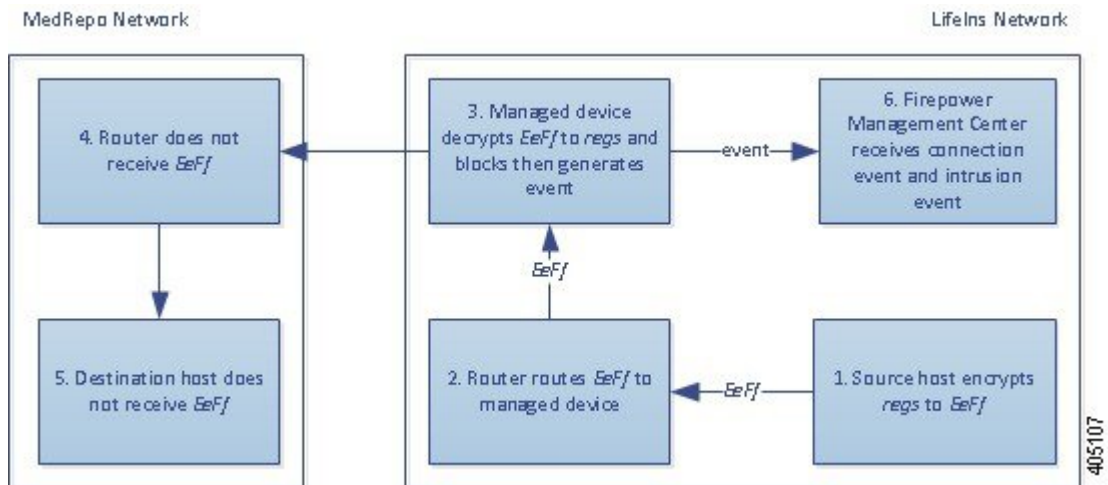 MedRepo Network
LifeIns Network
4. Router does not
receive EeFf
3. Managed device
decrypts EeFf to regs and
blocks then generates
event
event
6. Firepower
Management Center
receives connection
event and intrusion
event
EeFf
5. Destination host does
not receive EeFf
2. Router routes EeFf to
managed device
EeFf
1. Source host encrypts
regs to EeFf
405107